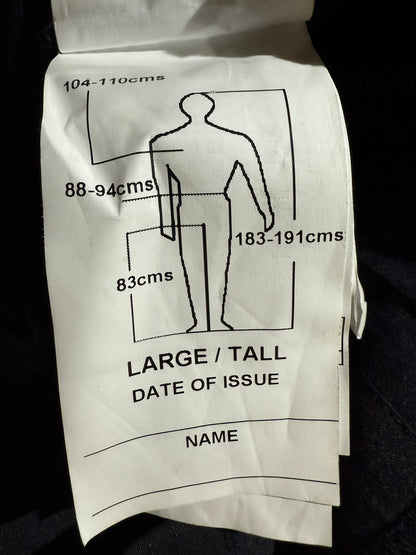 104-110cms
88-94cms
183-191cms
83cms
LARGE / TALL
DATE OF ISSUE
NAME